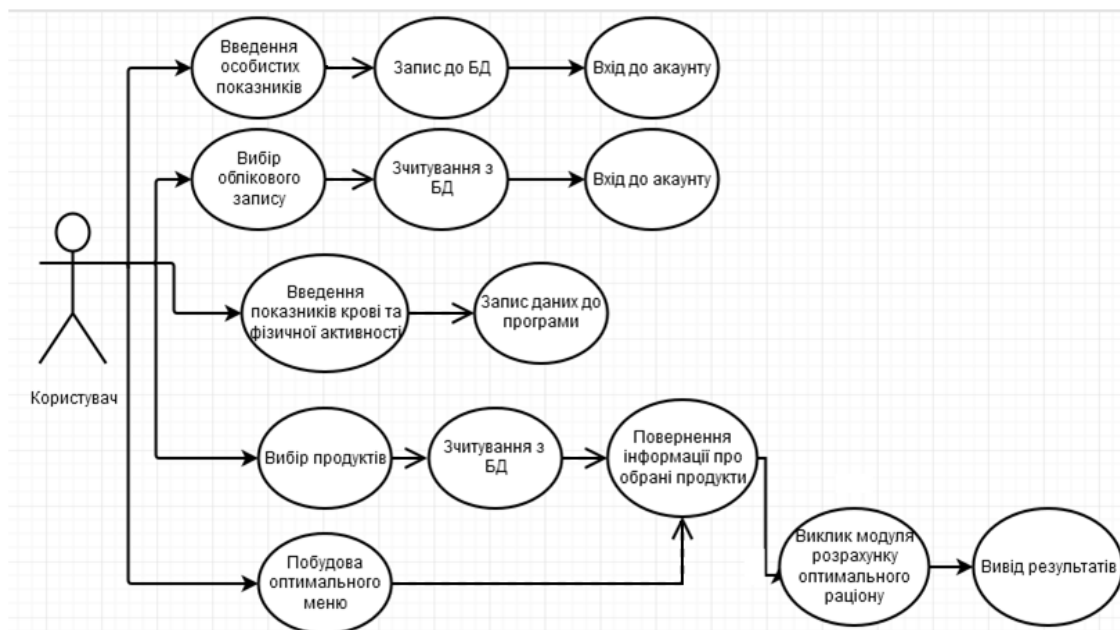 Введення
особистих
показників
Запис до БД
Вхід до акаунту
Вибір
облікового
запису
Зчитування з
БД
Вхід до акаунту
Введення
показників крові та
фізичної активності
Запис даних до
програми
Користувач
Вибір продуктів
Зчитування з
БД
Повернення
інформації про
обрані продукти
Побудова
оптимального
меню
Виклик модуля
розрахунку
оптимального
раціону
Вивід результатів